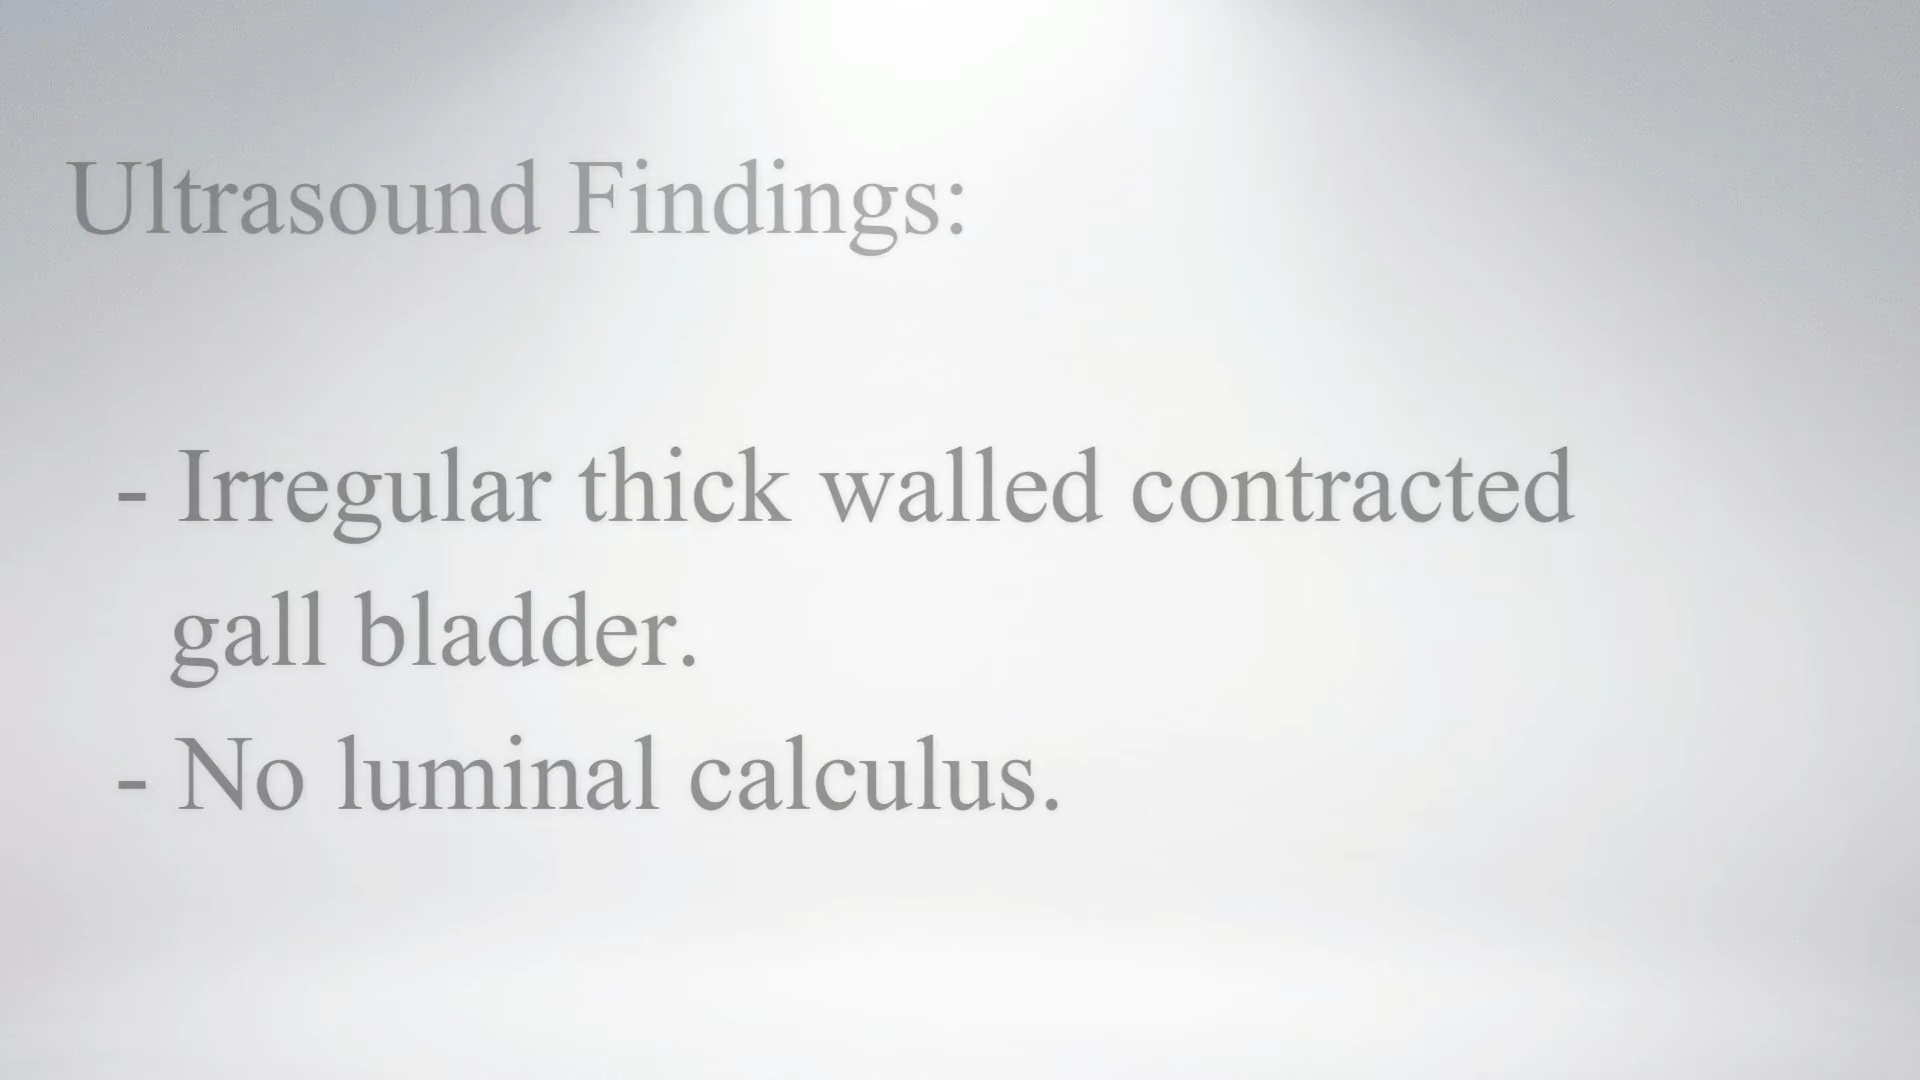 Ultrasound Findings:
- Irregular thick walled contracted
gall bladder.
- No luminal calculus.